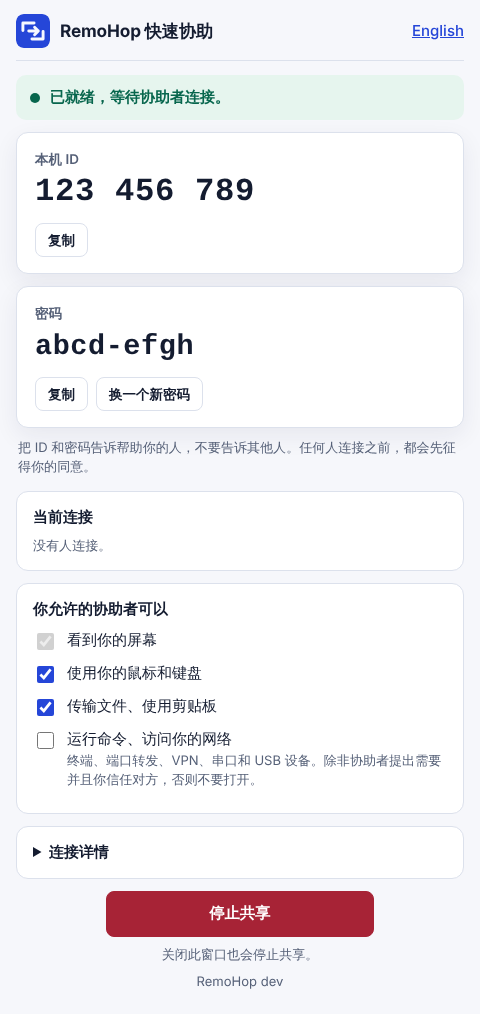 RemoHop 快速协助
English
已就绪，等待协助者连接。
本机 ID
123 456 789
复制
密码
abcd-efgh
复制
换一个新密码
把 ID 和密码告诉帮助你的人，不要告诉其他人。任何人连接之前，都会先征
得你的同意。
当前连接
没有人连接。
你允许的协助者可以
看到你的屏幕
使用你的鼠标和键盘
传输文件、使用剪贴板
运行命令、访问你的网络
终端、端口转发、VPN、串口和 USB 设备。除非协助者提出需要
并且你信任对方，否则不要打开。
连接详情
停止共享
关闭此窗口也会停止共享。
RemoHop dev